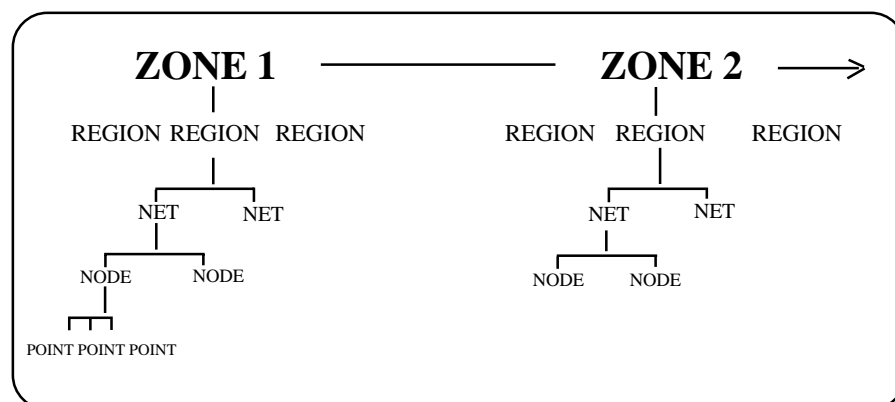 ZONE 1 ZONE 2
REGION REGION REGION REGION REGION REGION
NET NET NET NET
NODE NODE NODE NODE
POINT POINT POINT